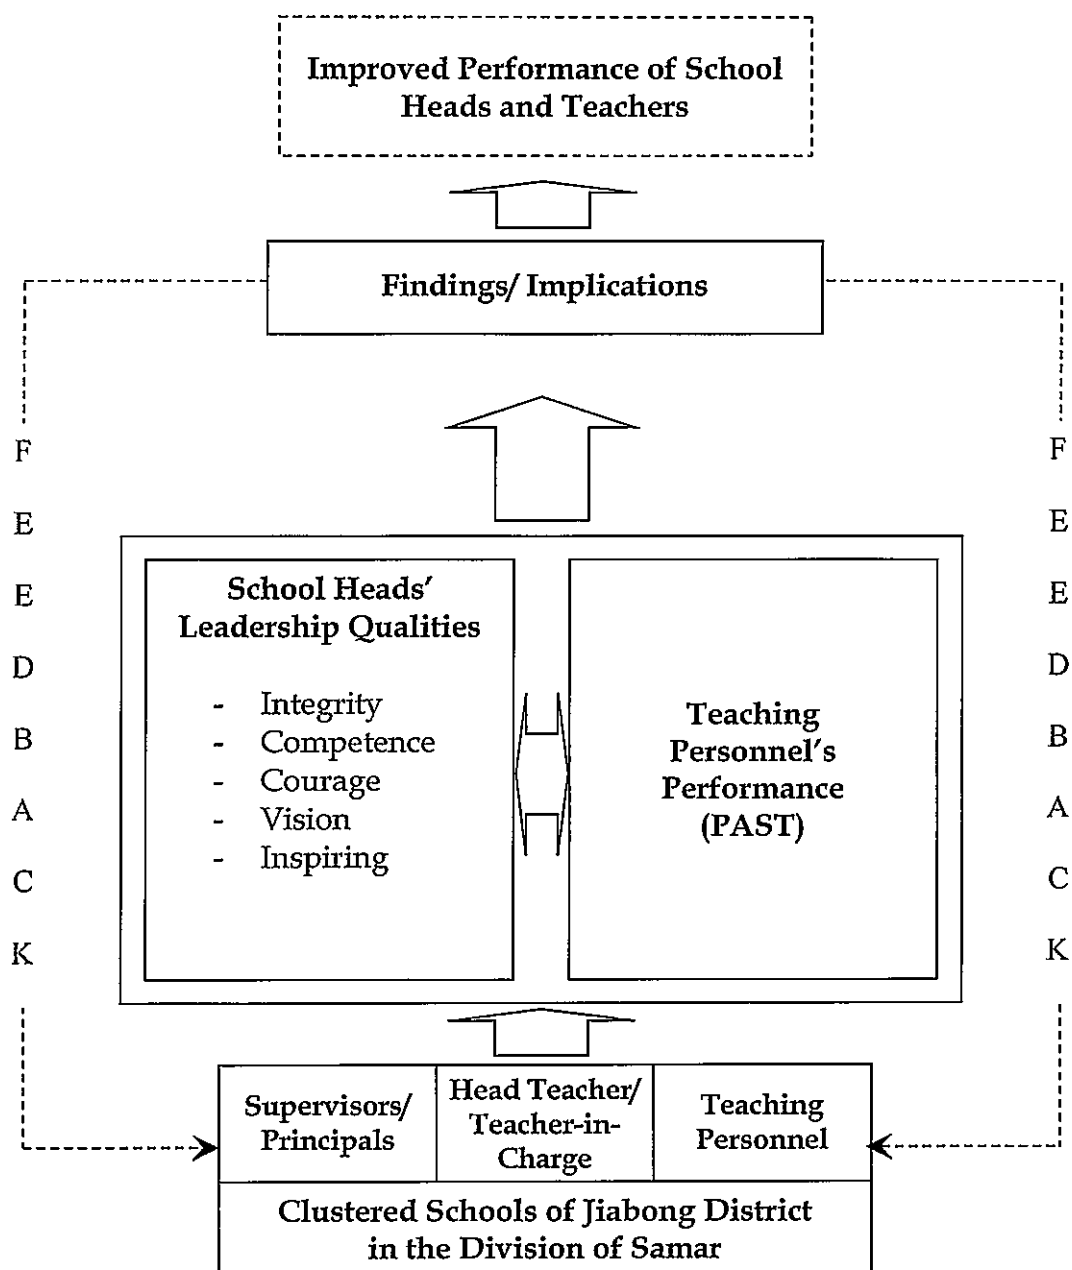 Improved Performance of School
Heads and Teachers
Findings/ Implications
F
E
E
D
B
A
C
K
School Heads'
Leadership Qualities
- Integrity
- Competence
- Courage
- Vision
- Inspiring
Teaching
Personnel's
Performance
(PAST)
F
E
E
D
B
A
C
K
Supervisors/
Principals
Head Teacher/
Teacher-in-
Charge
Teaching
Personnel
Clustered Schools of Jiabong District
in the Division of Samar